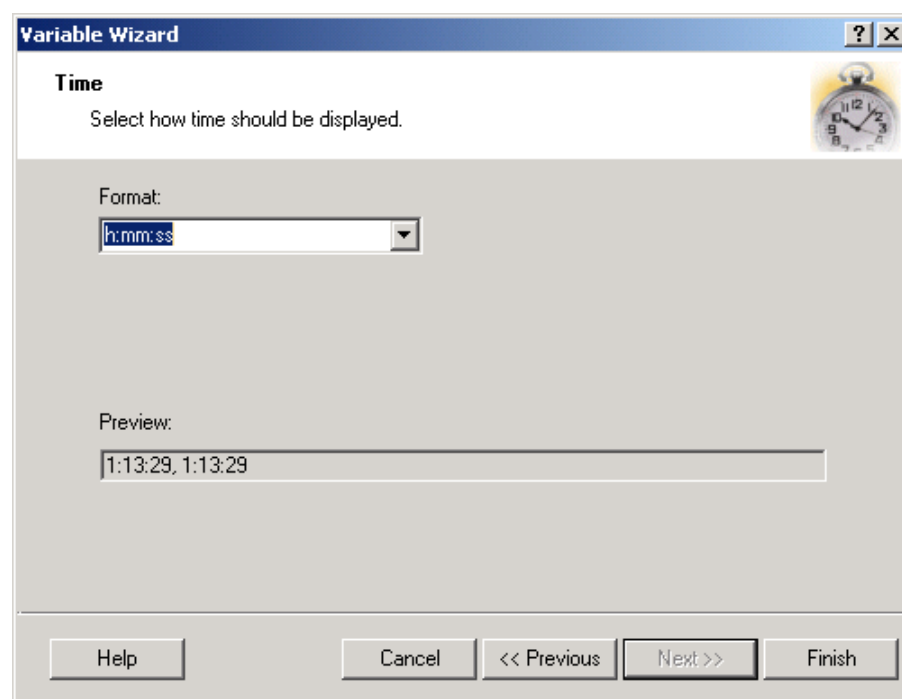 Variable Wizard
Time
Select how time should be displayed.
Format:
h:mm:ss
Preview:
1:13:29, 1:13:29
Help Cancel << Previous Next >> Finish